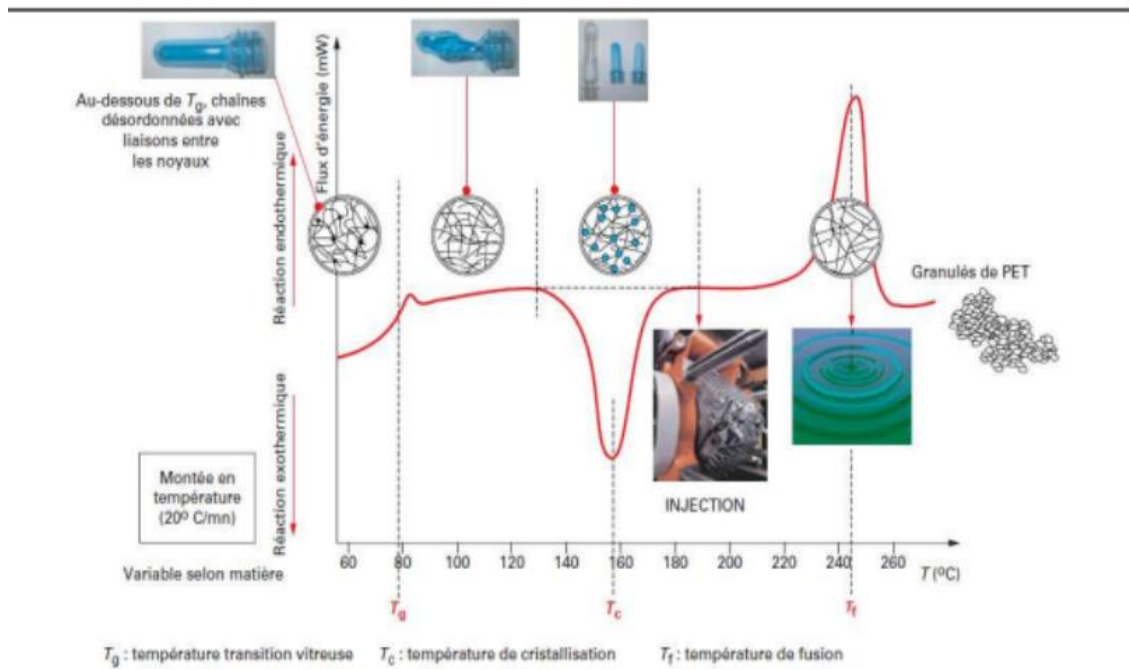 Au-dessous de Tg, chaînes
désordonnées avec
liaisons entre
les noyaux
Réaction endothermique
Flux d'énergie (mW)
Granulés de PET
Réaction exothermique
Montée en
température
(20º C/mn)
Variable selon matière
INJECTION
60 80 100 120 140 160 180 200 220 240 260 T (ºC)
Tg Tc Tf
Tg : température transition vitreuse Tc : température de cristallisation Tf : température de fusion